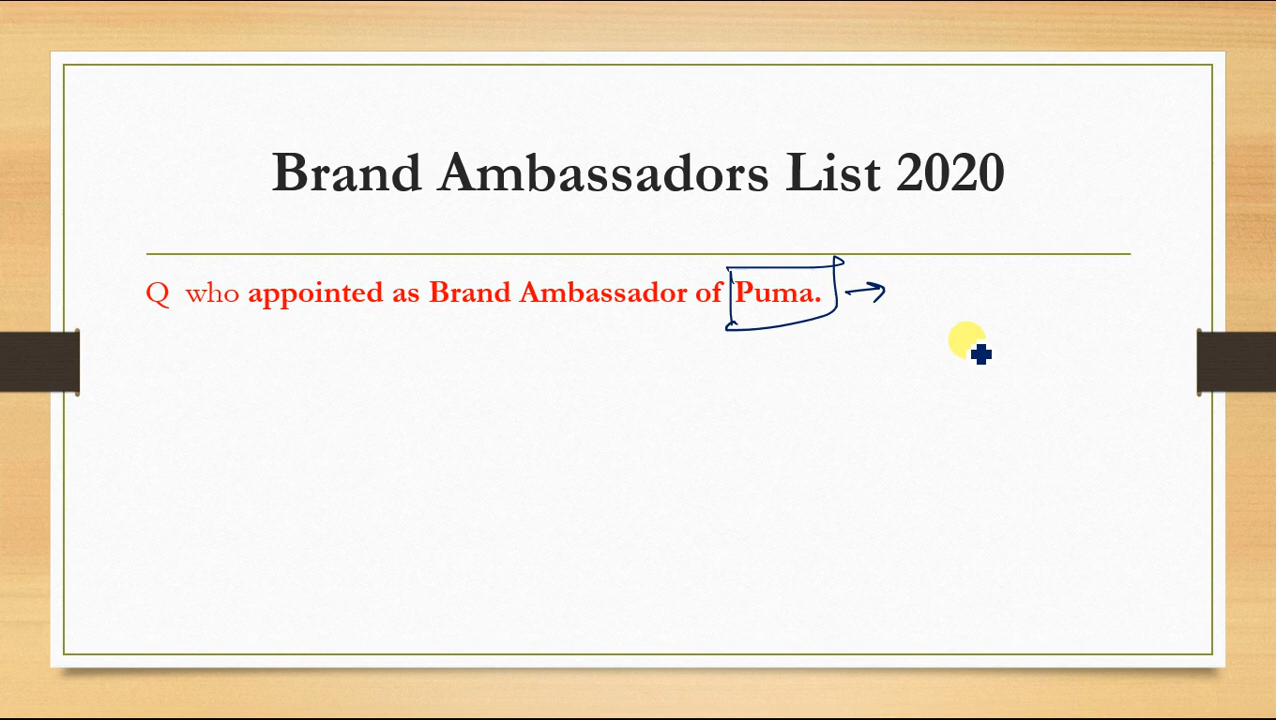 Brand Ambassadors List 2020
Q who appointed as Brand Ambassador of Puma.